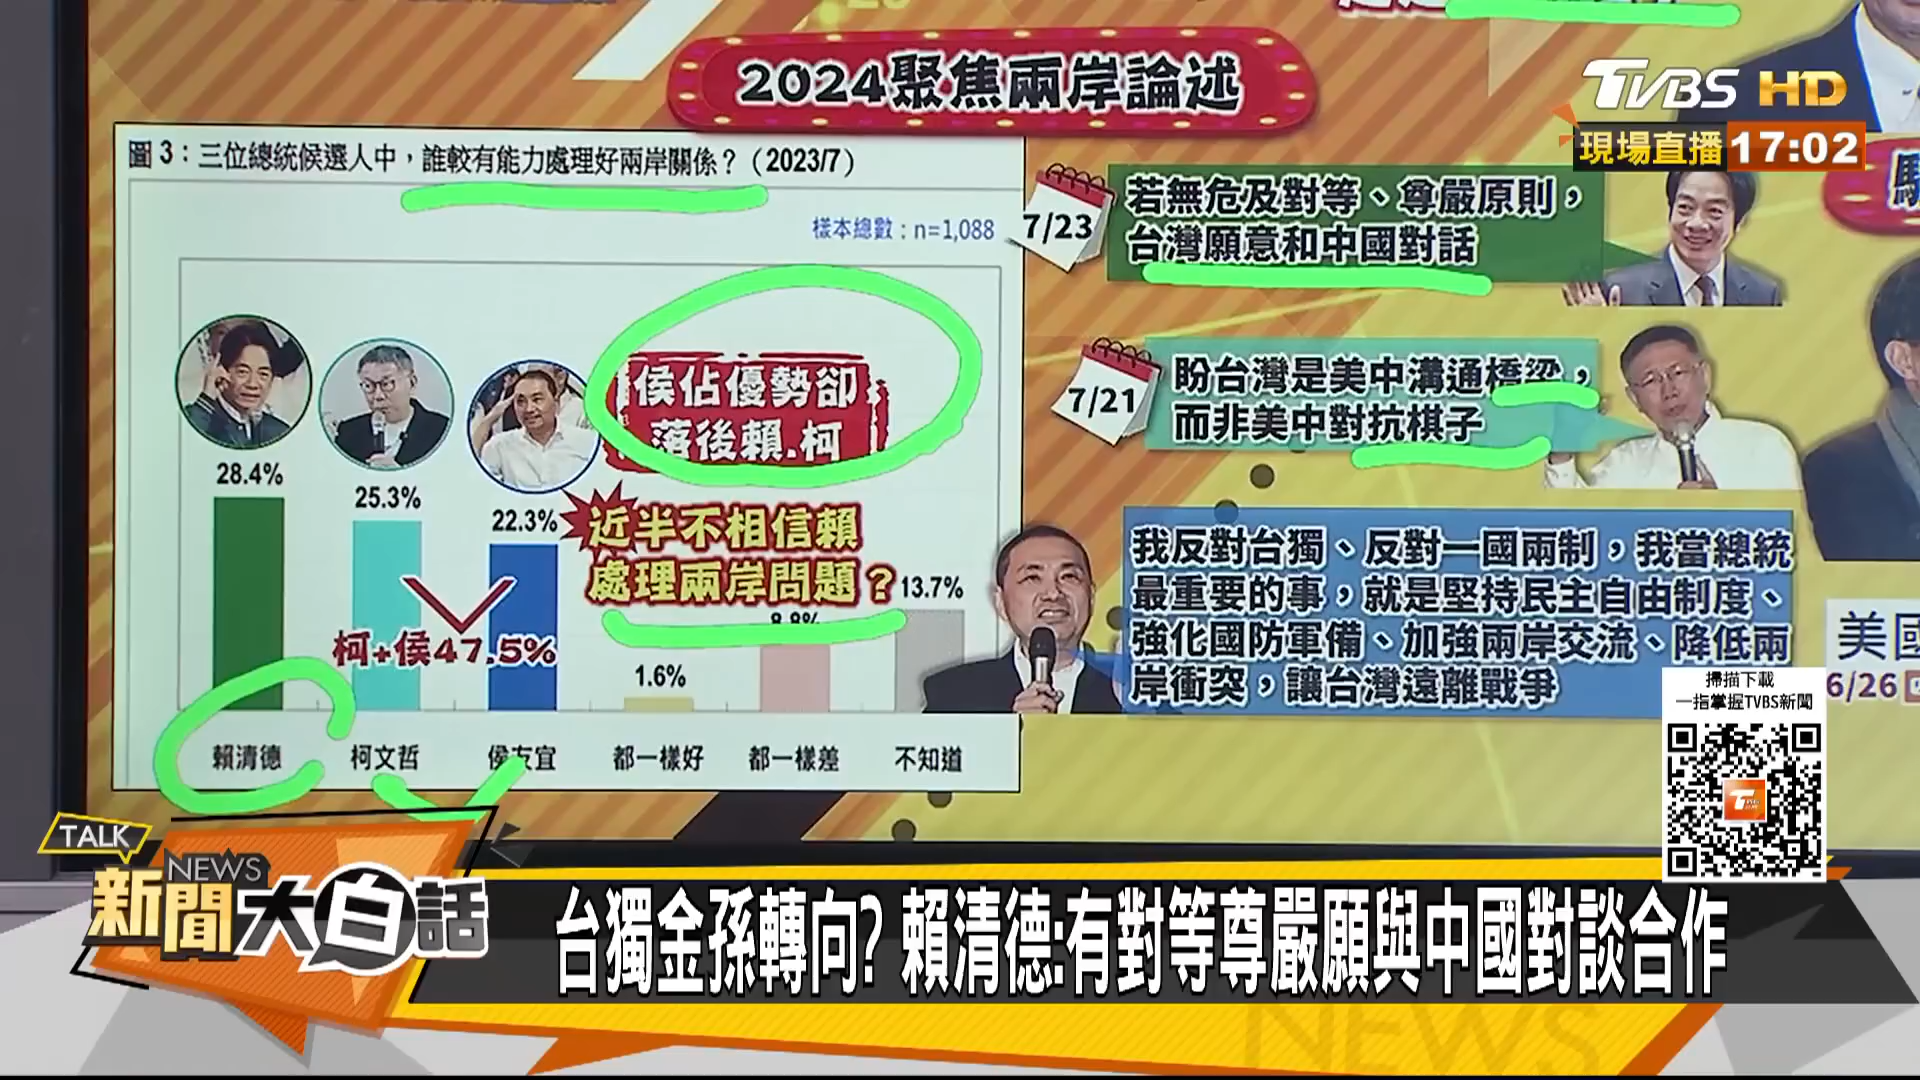 2024聚焦兩岸論述
TVBS HD
現場直播 17:02
圖 3：三位總統候選人中，誰較有能力處理好兩岸關係？（2023/7）
樣本總數：n=1,088
侯佔優勢卻
落後賴.柯
28.4%
25.3%
22.3%
近半不相信賴
處理兩岸問題？
13.7%
8.8%
柯+侯47.5%
1.6%
賴清德
柯文哲
侯友宜
都一樣好
都一樣差
不知道
7/23
若無危及對等、尊嚴原則，
台灣願意和中國對話
7/21
盼台灣是美中溝通橋梁，
而非美中對抗棋子
我反對台獨、反對一國兩制，我當總統
最重要的事，就是堅持民主自由制度、
強化國防軍備、加強兩岸交流、降低兩
岸衝突，讓台灣遠離戰爭
美國
6/26
掃描下載
一指掌握TVBS新聞
TALK
NEWS
新聞大白話
台獨金孫轉向? 賴清德:有對等尊嚴願與中國對談合作
NEWS